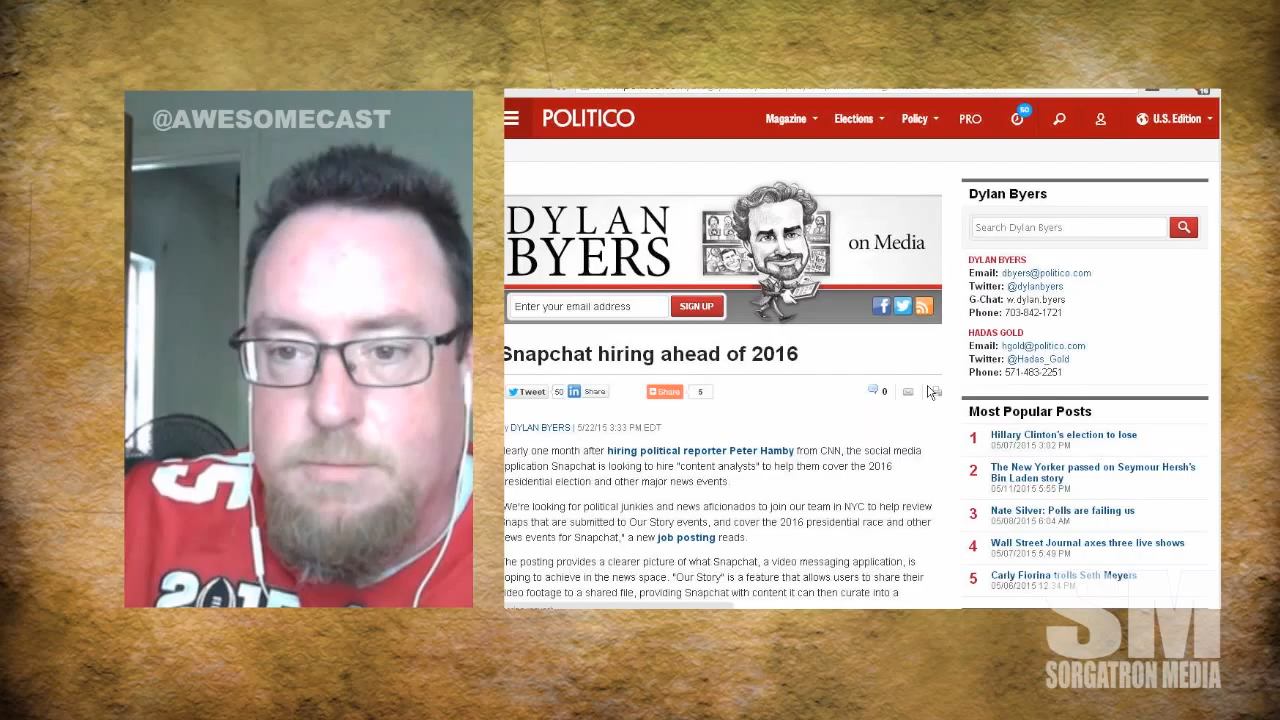 @AWESOMECAST
POLITICO
Magazine
Elections
Policy
PRO
50
U.S. Edition
DYLAN
BYERS
on Media
Enter your email address
SIGN UP
Snapchat hiring ahead of 2016
Tweet
50
Share
Share
5
0
DYLAN BYERS | 5/22/15 3:33 PM EDT
early one month after hiring political reporter Peter Hamby from CNN, the social media
pplication Snapchat is looking to hire "content analysts" to help them cover the 2016
residential election and other major news events.
We're looking for political junkies and news aficionados to join our team in NYC to help review
naps that are submitted to Our Story events, and cover the 2016 presidential race and other
ews events for Snapchat," a new job posting reads.
he posting provides a clearer picture of what Snapchat, a video messaging application, is
oping to achieve in the news space. "Our Story" is a feature that allows users to share their
ideo footage to a shared file, providing Snapchat with content it can then curate into a
Dylan Byers
Search Dylan Byers
DYLAN BYERS
Email: dbyers@politico.com
Twitter: @dylanbyers
G-Chat: w.dylan.byers
Phone: 703-842-1721
HADAS GOLD
Email: hgold@politico.com
Twitter: @Hadas_Gold
Phone: 571-483-2251
Most Popular Posts
1 Hillary Clinton's election to lose
05/07/2015 3:02 PM
2 The New Yorker passed on Seymour Hersh's
Bin Laden story
05/11/2015 5:55 PM
3 Nate Silver: Polls are failing us
05/08/2015 6:04 AM
4 Wall Street Journal axes three live shows
05/07/2015 5:49 PM
5 Carly Fiorina trolls Seth Meyers
05/06/2015 12:34 PM
5
2015
SM
SORGATRON MEDIA